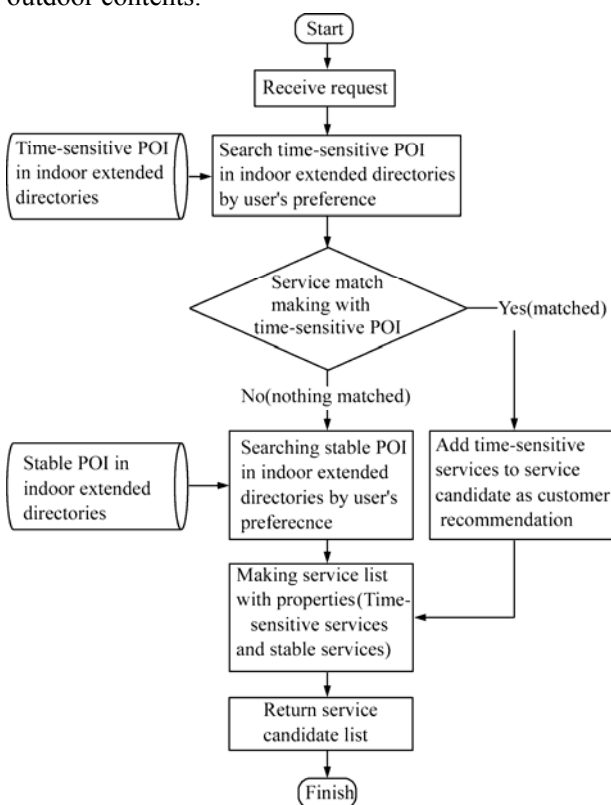 outdoor contents.
Start
Receive request
Time-sensitive POI
in indoor extended
directories
Search time-sensitive POI
in indoor extended directories
by user's preference
Service match
making with
time-sensitive POI
Yes(matched)
No(nothing matched)
Stable POI in
indoor extended
directories
Searching stable POI
in indoor extended
directories by user's
preferecnce
Add time-sensitive
services to service
candidate as customer
recommendation
Making service list
with properties(Time-
sensitive services
and stable services)
Return service
candidate list
Finish